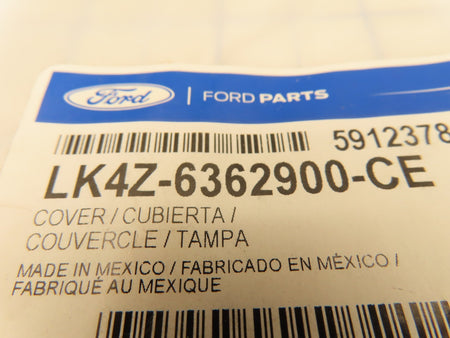 Ford | FORD PARTS
5912378
LK4Z-6362900-CE
COVER / CUBIERTA /
COUVERCLE / TAMPA
MADE IN MEXICO / FABRICADO EN MÉXICO /
FABRIQUÉ AU MEXIQUE